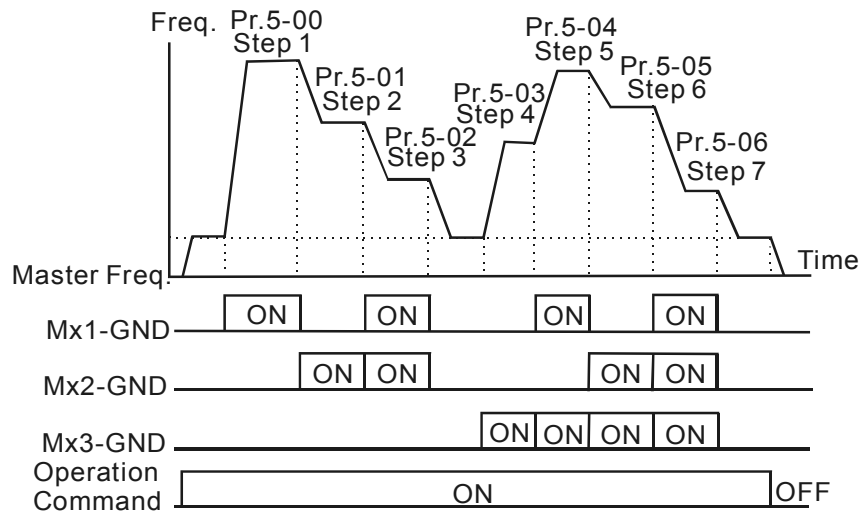 Freq.
Pr.5-00
Step 1
Pr.5-01
Step 2
Pr.5-02
Step 3
Pr.5-03
Step 4
Pr.5-04
Step 5
Pr.5-05
Step 6
Pr.5-06
Step 7
Master Freq.
Time
Mx1-GND
ON
ON
ON
ON
Mx2-GND
ON
ON
ON
ON
Mx3-GND
ON
ON
ON
ON
Operation
Command
ON
OFF